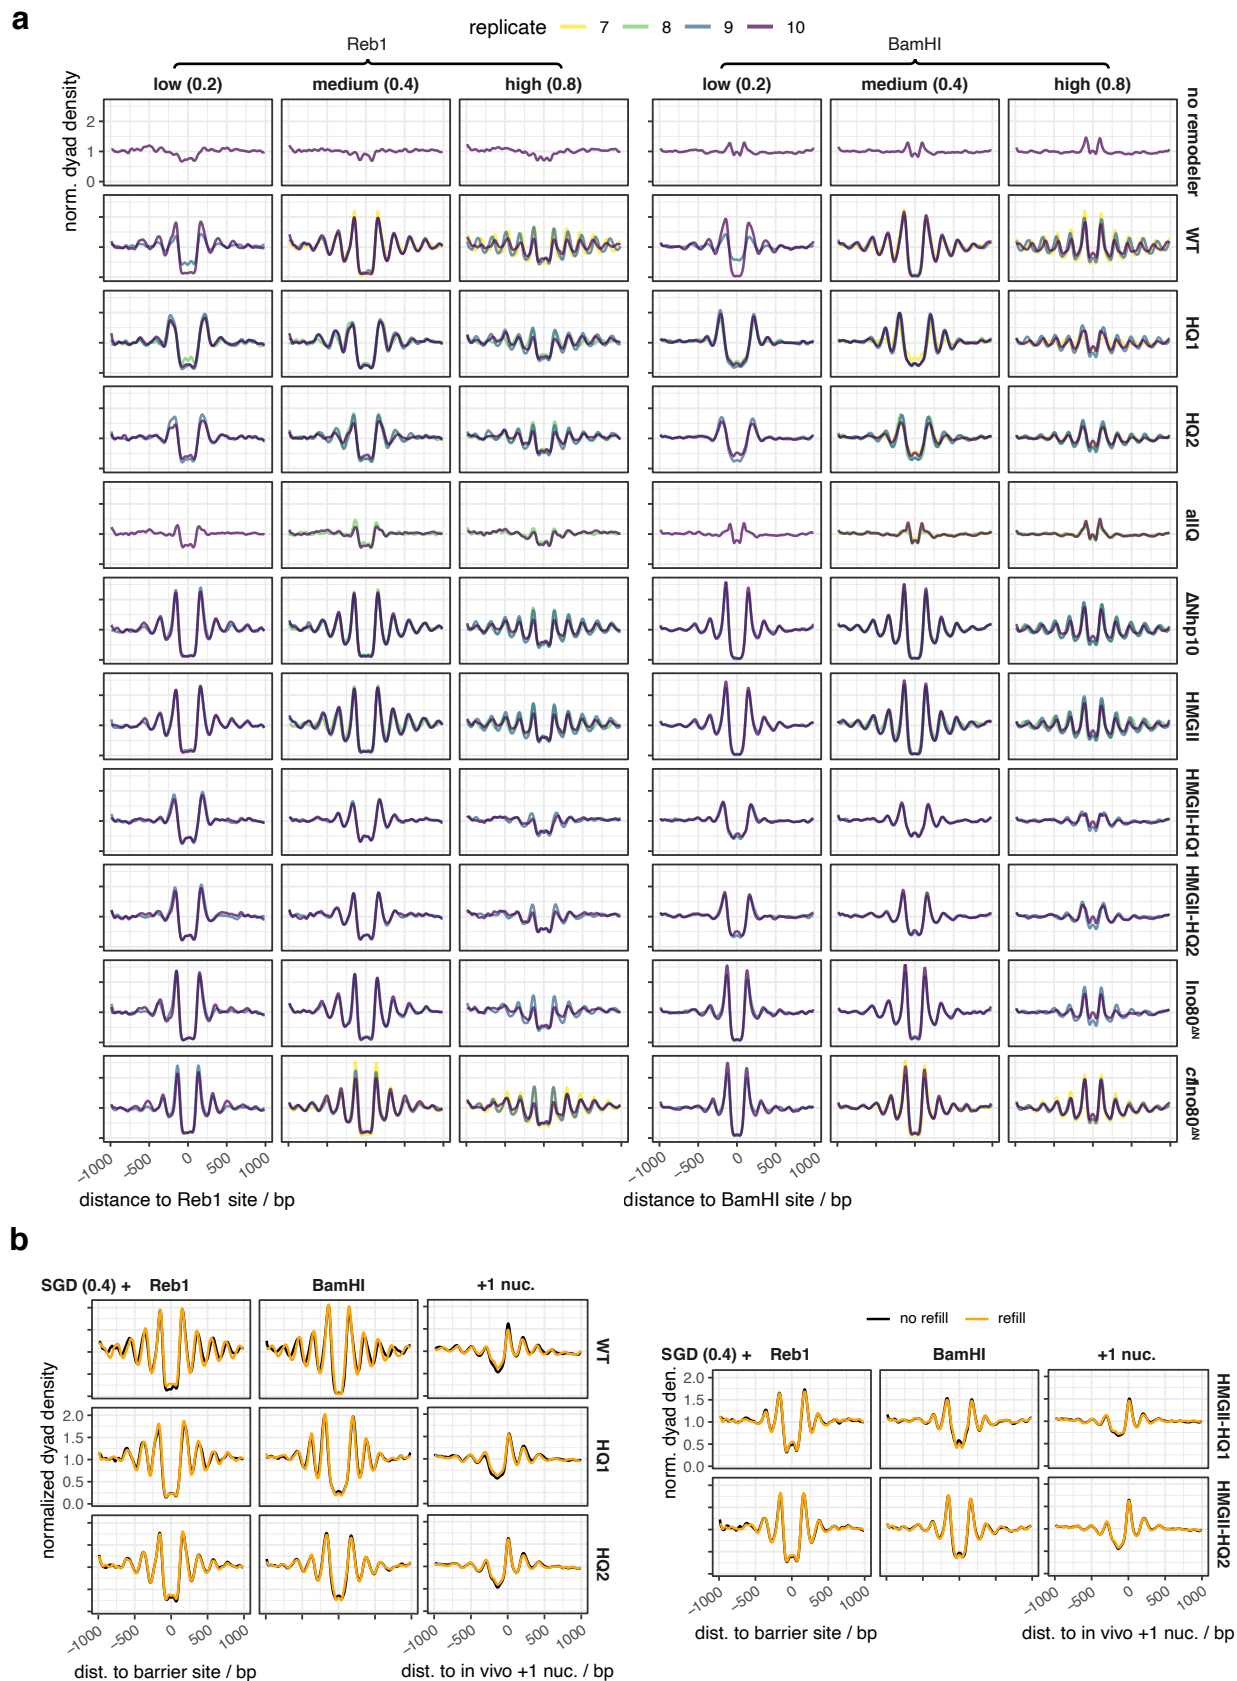 a
replicate 7 8 9 10
Reb1 BamHI
low (0.2) medium (0.4) high (0.8) low (0.2) medium (0.4) high (0.8)
norm. dyad density
2
1
0
no remodeler
WT
HQ1
HQ2
allQ
ΔNhp10
HMGII
HMGII-HQ1
HMGII-HQ2
Ino80ΔN
ctIno80ΔN
−1000 −500 0 500 1000 −1000 −500 0 500 1000
distance to Reb1 site / bp distance to BamHI site / bp
b
SGD (0.4) + Reb1 BamHI +1 nuc.
normalized dyad density
WT
2.0
1.5
1.0
0.5
0.0
HQ1
HQ2
−1000 −500 0 500 1000 −1000 −500 0 500 1000
dist. to barrier site / bp dist. to in vivo +1 nuc. / bp
no refill refill
SGD (0.4) + Reb1 BamHI +1 nuc.
norm. dyad den.
2.0
1.5
1.0
0.5
0.0
HMGII-HQ1
HMGII-HQ2
−1000 −500 0 500 1000 −1000 −500 0 500 1000
dist. to barrier site / bp dist. to in vivo +1 nuc. / bp